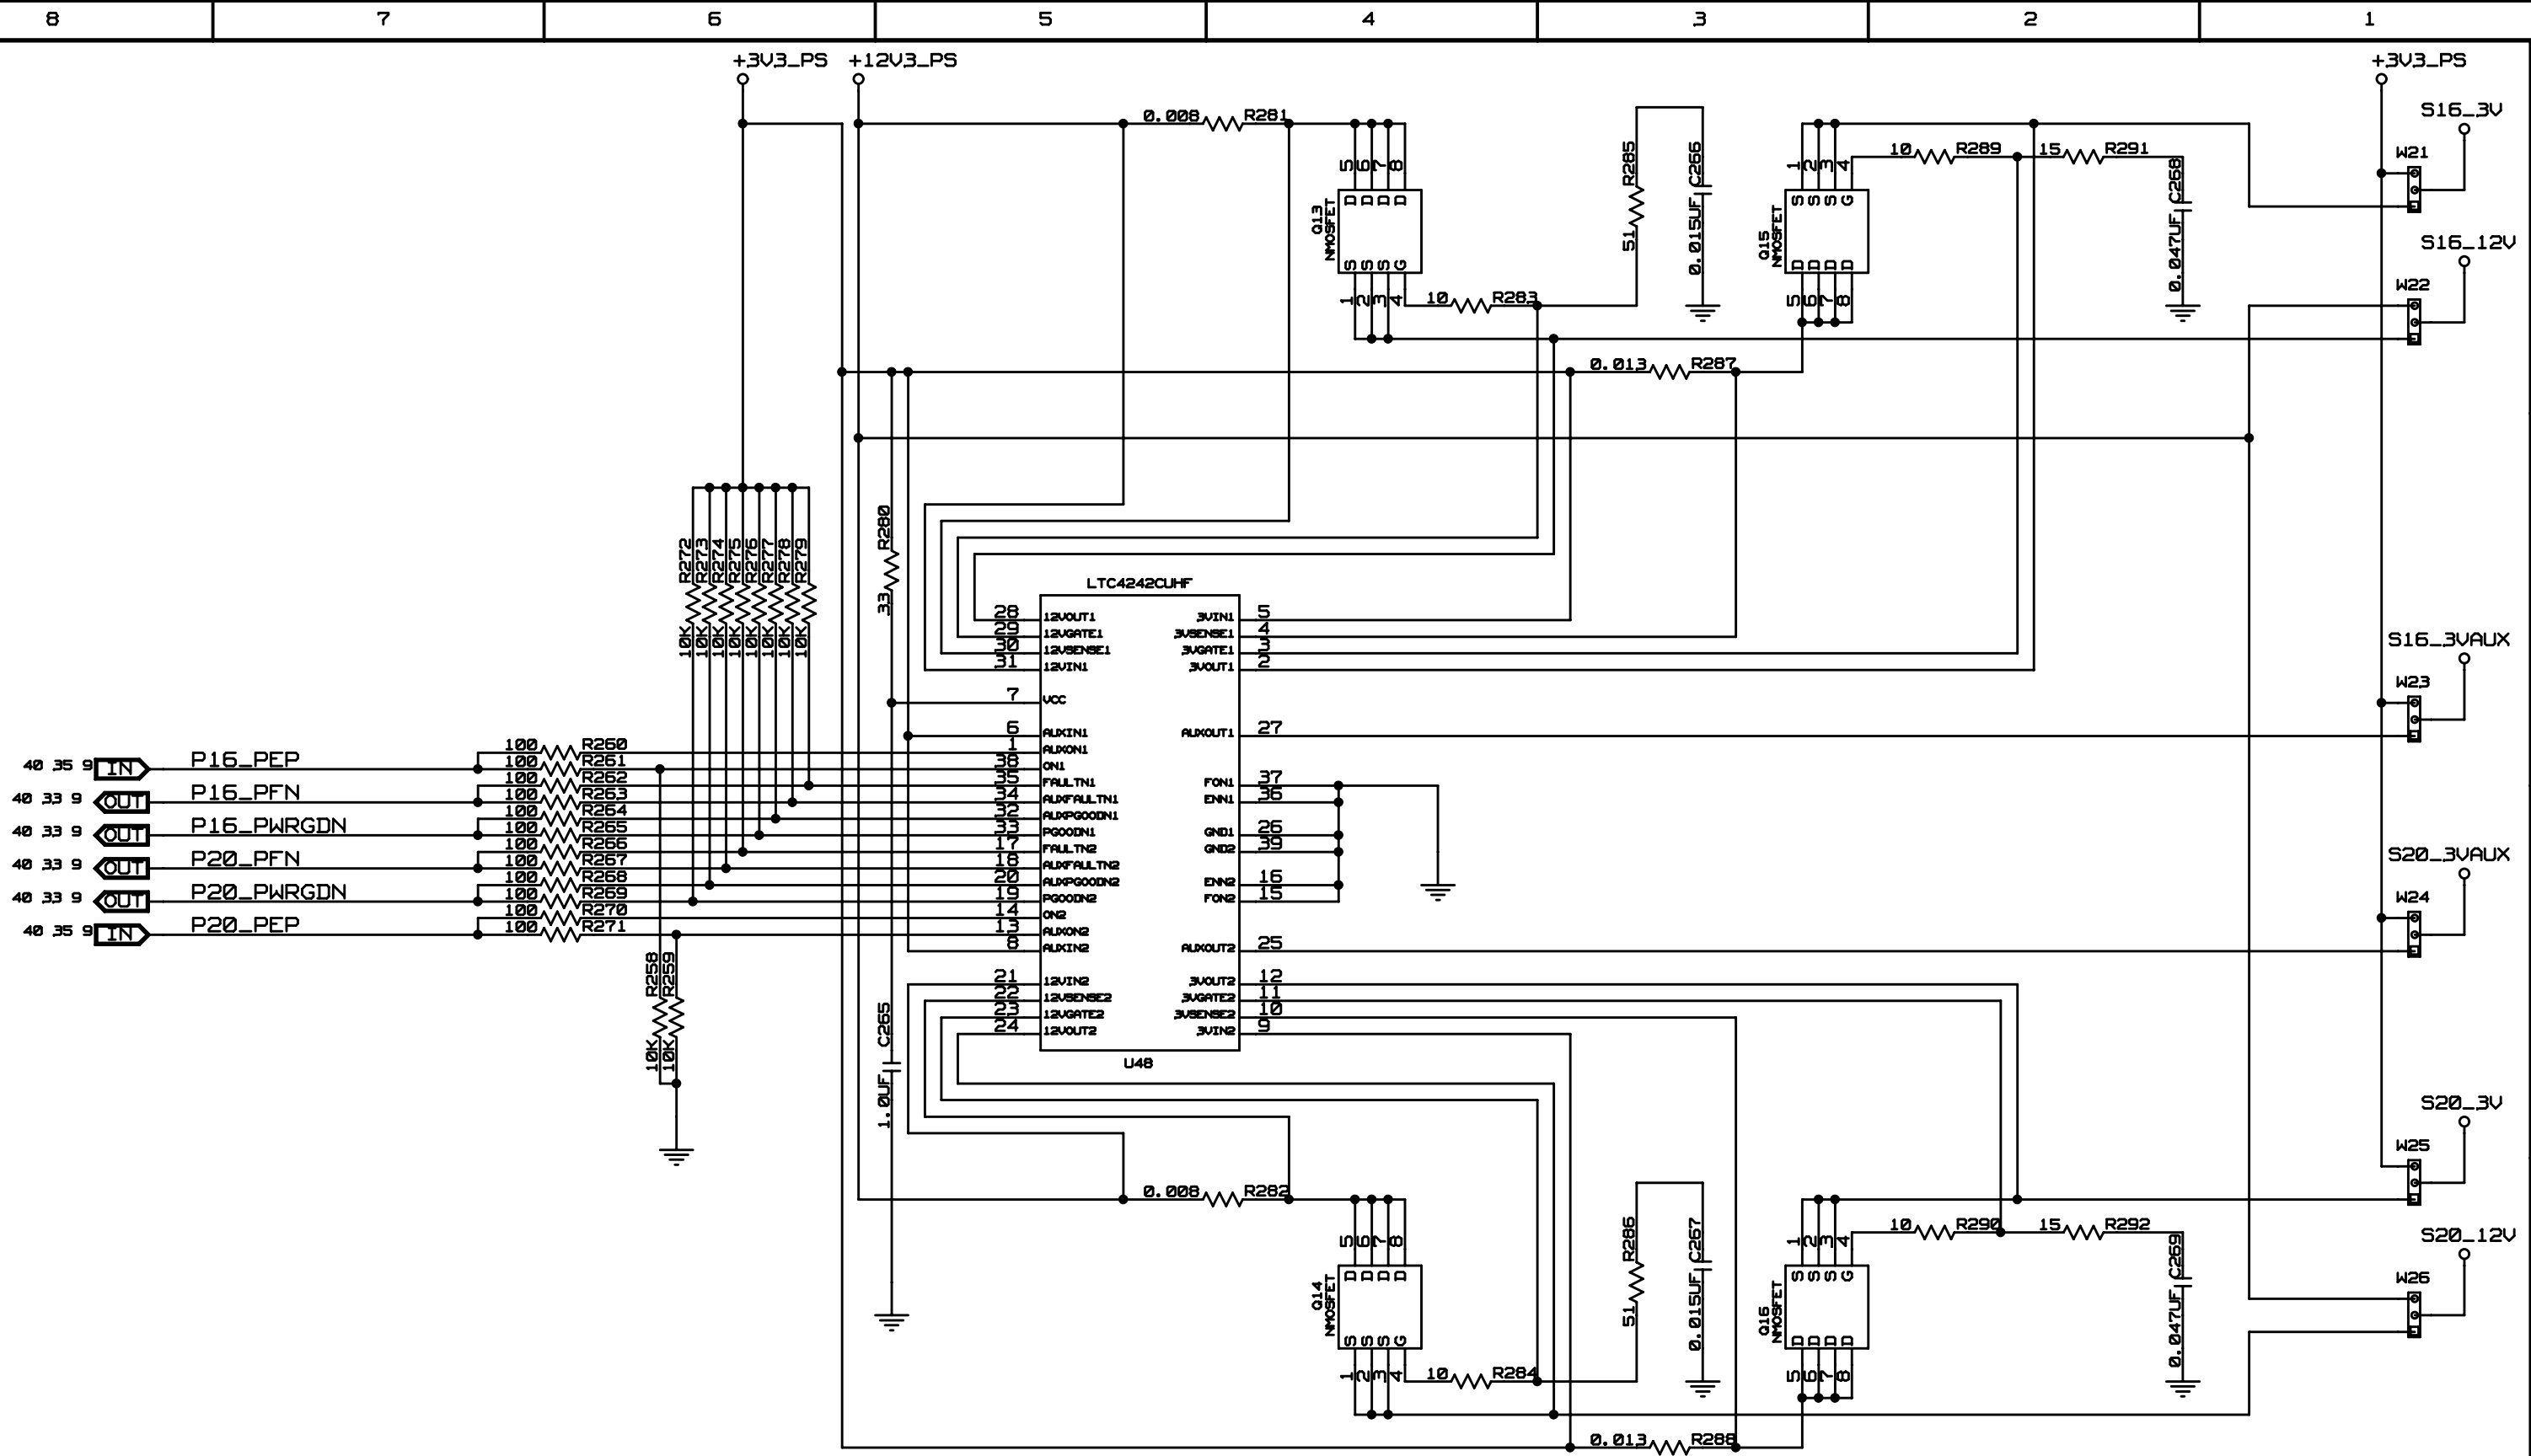 8 7 6 5 4 3 2 1
+3V3_PS +12V3_PS +3V3_PS
S16_3V
0.008 R281
5 6 7 8
D D D D
Q13
NMOSFET
S S S G
1 2 3 4
10 R283
R285
51
C266
0.015UF
1 2 3 4
S S S G
Q15
NMOSFET
D D D D
5 6 7 8
10 R289
15 R291
C268
0.047UF
W21
S16_12V
W22
0.013 R287
R272
R273
R274
R275
R276
R277
R278
R279
10K
10K
10K
10K
10K
10K
10K
10K
R280
33
LTC4242CUHF
28 12VOUT1
29 12VGATE1
30 12VSENSE1
31 12VIN1
7 VCC
6 AUXIN1
1 AUXON1
38 ON1
35 FAULTN1
34 AUXFAULTN1
32 AUXPGOODN1
33 PGOODN1
17 FAULTN2
18 AUXFAULTN2
20 AUXPGOODN2
19 PGOODN2
14 ON2
13 AUXON2
8 AUXIN2
21 12VIN2
22 12VSENSE2
23 12VGATE2
24 12VOUT2
3VIN1 5
3VSENSE1 4
3VGATE1 3
3VOUT1 2
AUXOUT1 27
FON1 37
ENN1 36
GND1 26
GND2 39
ENN2 16
FON2 15
AUXOUT2 25
3VOUT2 12
3VGATE2 11
3VSENSE2 10
3VIN2 9
U48
S16_3VAUX
W23
S20_3VAUX
W24
40 35 9 IN P16_PEP
40 33 9 OUT P16_PFN
40 33 9 OUT P16_PWRGDN
40 33 9 OUT P20_PFN
40 33 9 OUT P20_PWRGDN
40 35 9 IN P20_PEP
100 R260
100 R261
100 R262
100 R263
100 R264
100 R265
100 R266
100 R267
100 R268
100 R269
100 R270
100 R271
R258
R259
10K
10K
C265
1.0UF
S20_3V
W25
0.008 R282
5 6 7 8
D D D D
Q14
NMOSFET
S S S G
1 2 3 4
10 R284
R286
51
C267
0.015UF
1 2 3 4
S S S G
Q16
NMOSFET
D D D D
5 6 7 8
10 R290
15 R292
C269
0.047UF
S20_12V
W26
0.013 R288